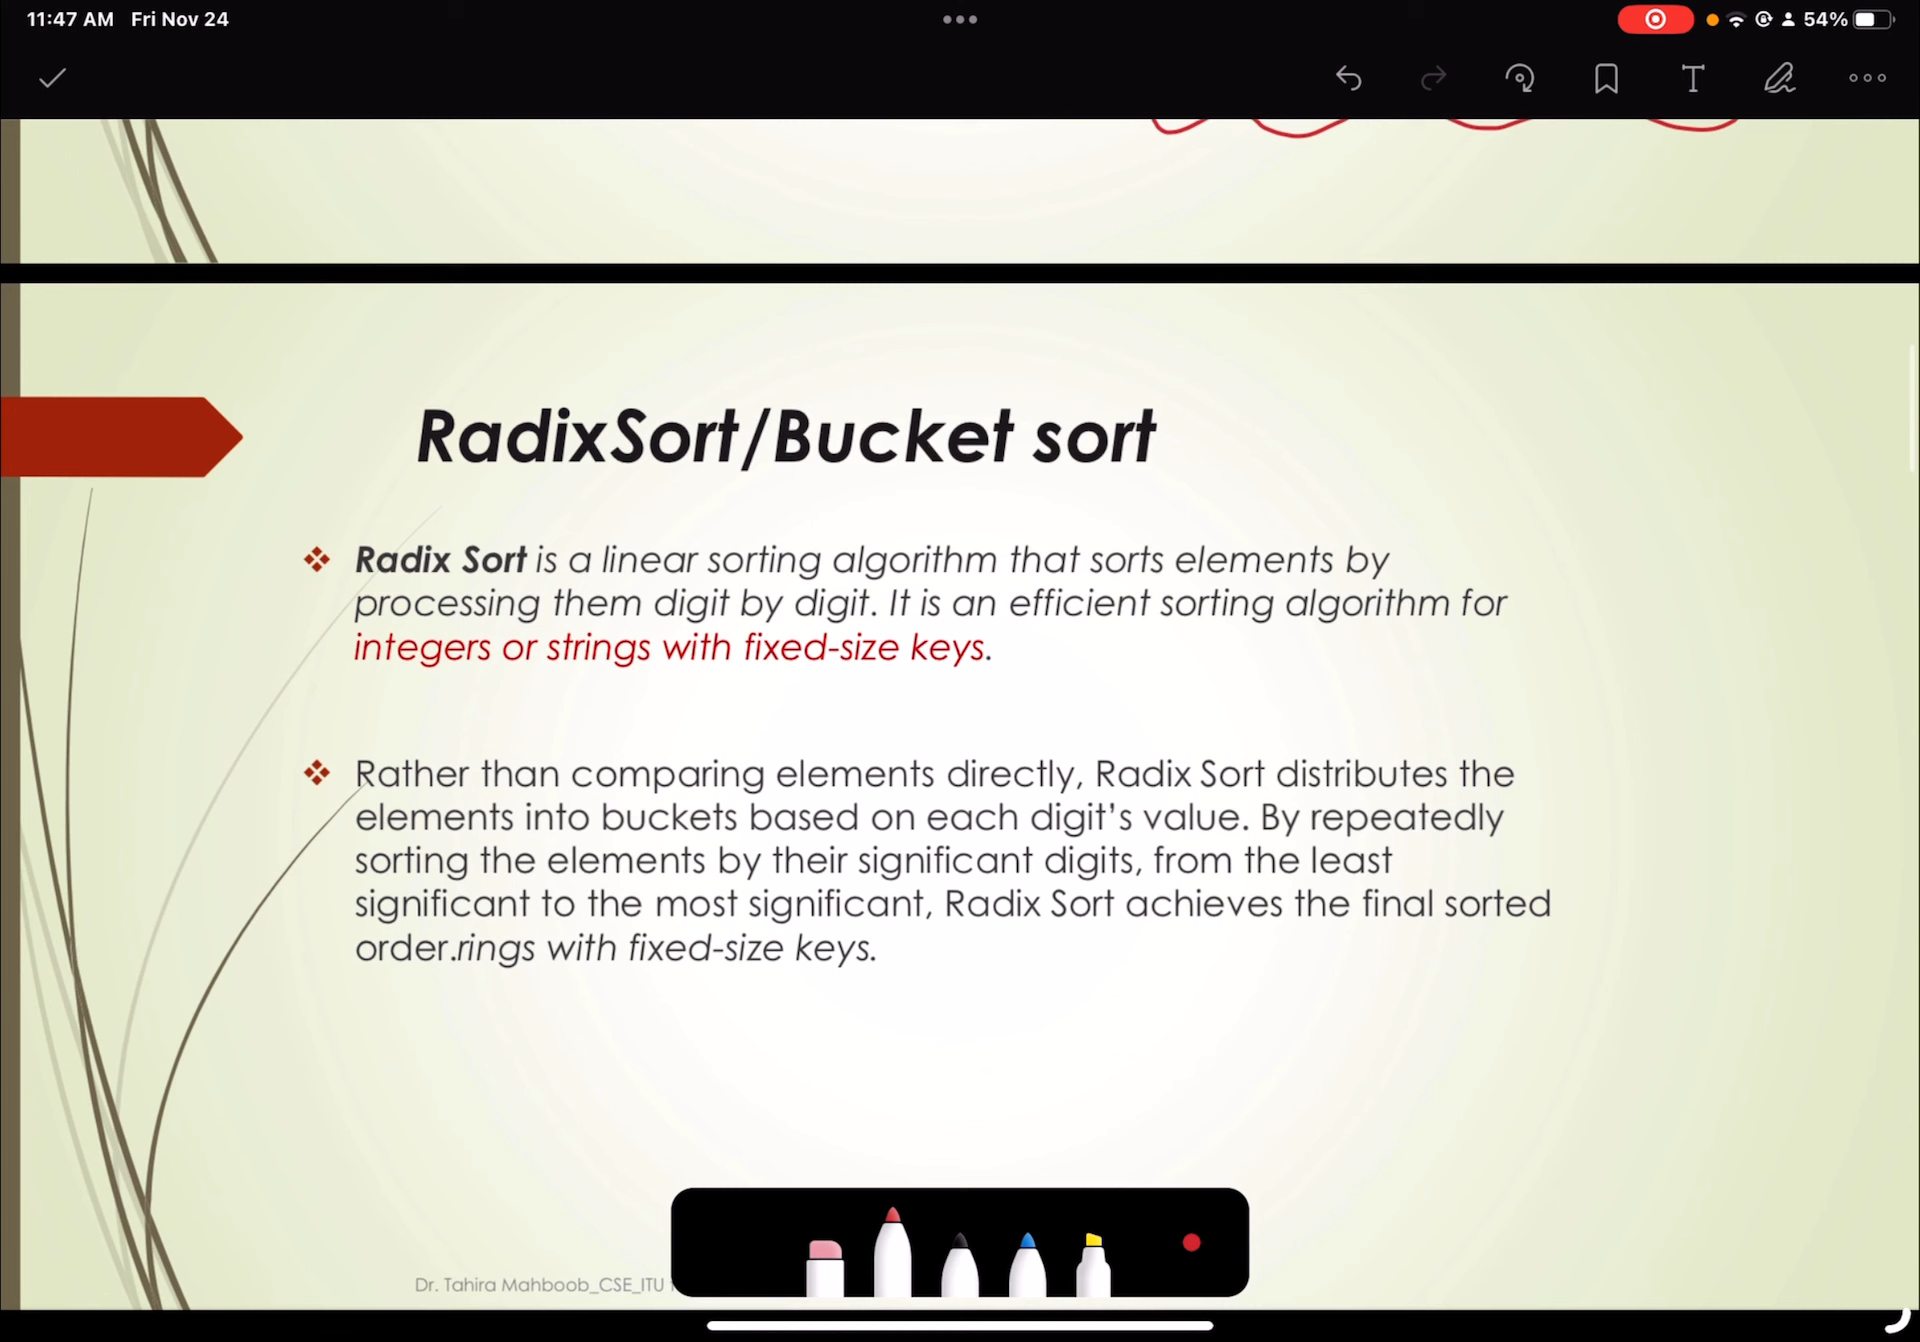 11:47 AM Fri Nov 24
54%
T
RadixSort/Bucket sort
Radix Sort is a linear sorting algorithm that sorts elements by
processing them digit by digit. It is an efficient sorting algorithm for
integers or strings with fixed-size keys.
Rather than comparing elements directly, Radix Sort distributes the
elements into buckets based on each digit's value. By repeatedly
sorting the elements by their significant digits, from the least
significant to the most significant, Radix Sort achieves the final sorted
order.rings with fixed-size keys.
Dr. Tahira Mahboob_CSE_ITU